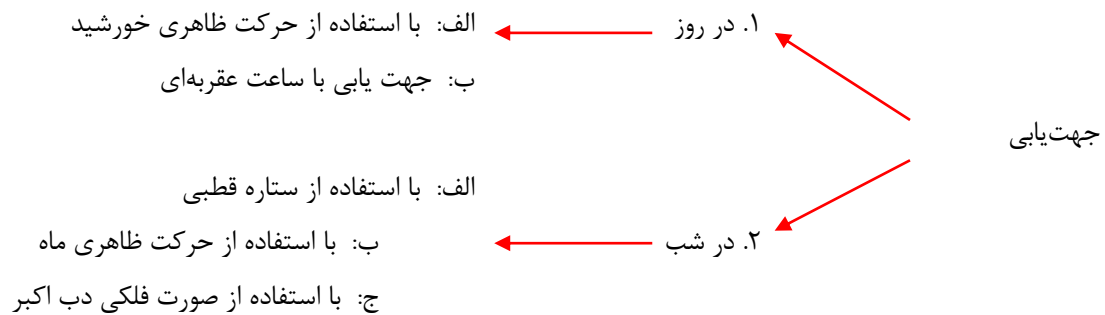 جهت‌یابی
۱. در روز
الف: با استفاده از حرکت ظاهری خورشید
ب: جهت یابی با ساعت عقربه‌ای
۲. در شب
الف: با استفاده از ستاره قطبی
ب: با استفاده از حرکت ظاهری ماه
ج: با استفاده از صورت فلکی دب اکبر